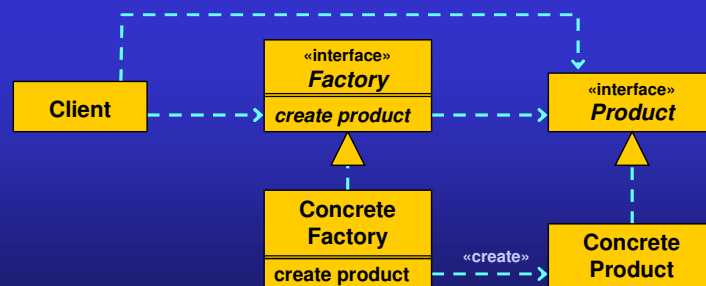 Client
«interface»
Factory
create product
«interface»
Product
Concrete
Factory
create product
«create»
Concrete
Product